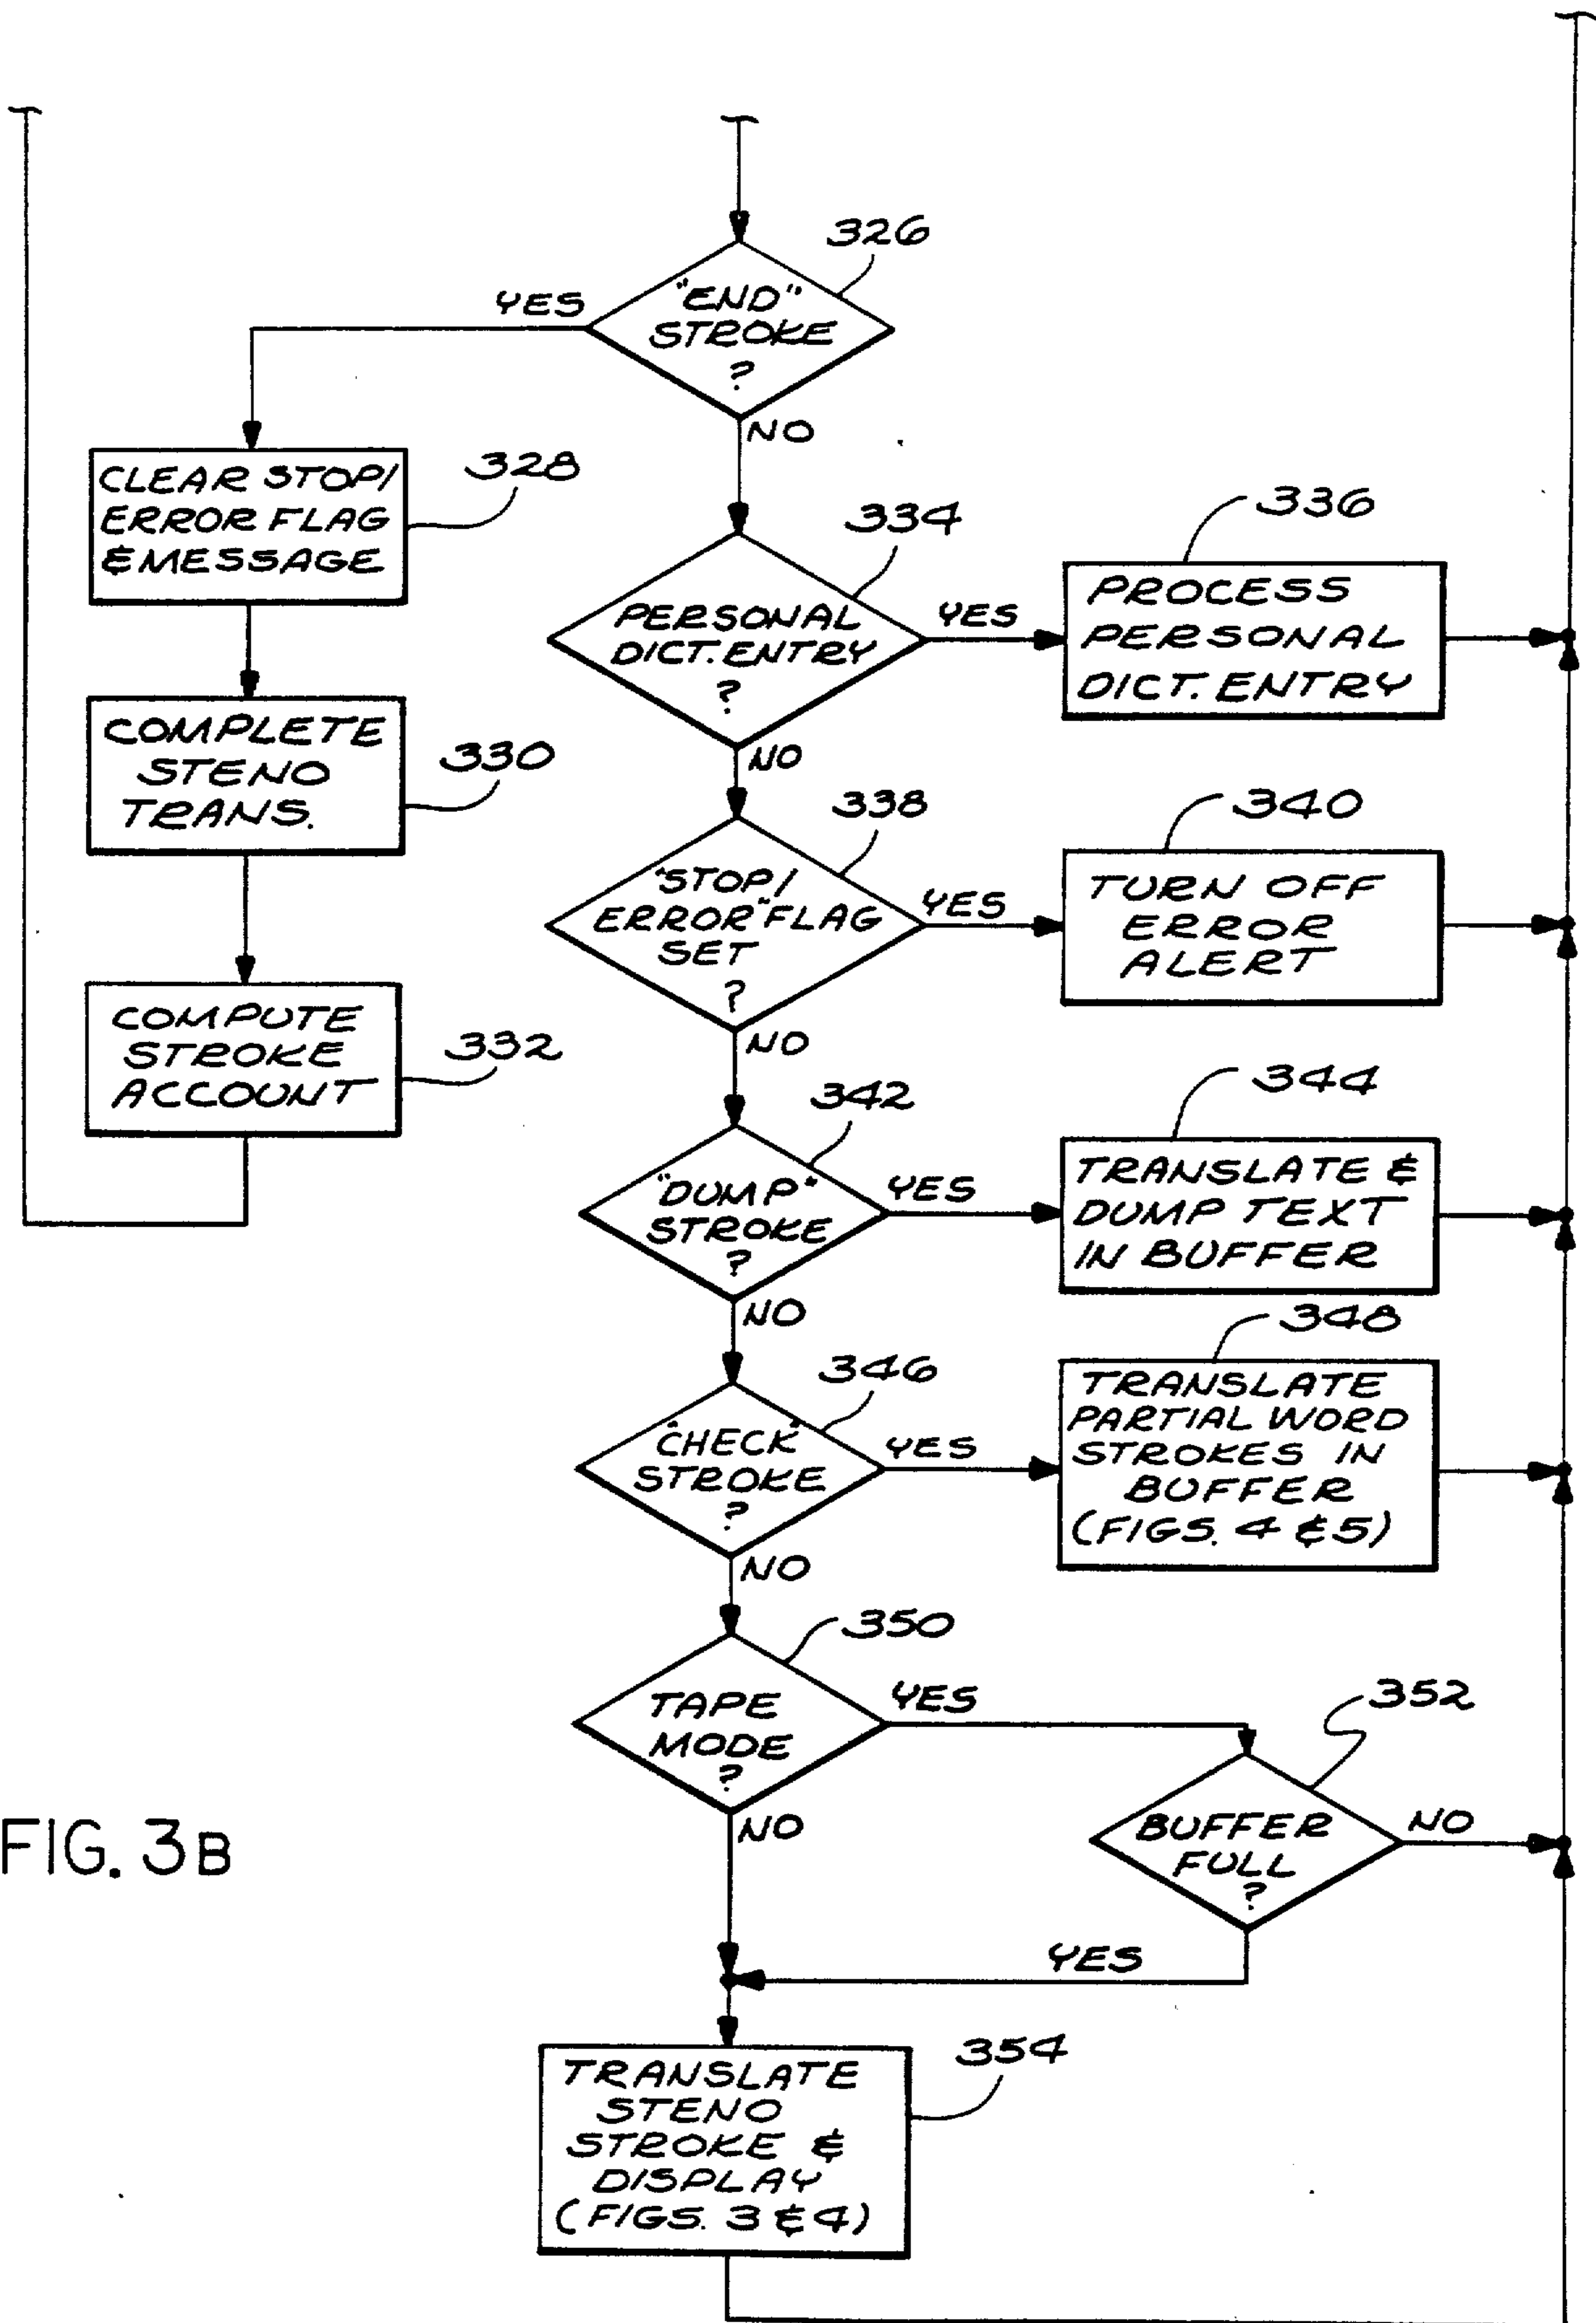 326
YES
"END"
STROKE
?
NO
CLEAR STOP/
ERROR FLAG
& MESSAGE
328
334
336
PERSONAL
DICT. ENTRY
?
YES
PROCESS
PERSONAL
DICT. ENTRY
NO
COMPLETE
STENO
TRANS.
330
338
340
"STOP/
ERROR" FLAG
SET
?
YES
TURN OFF
ERROR
ALERT
NO
COMPUTE
STROKE
ACCOUNT
332
342
344
"DUMP"
STROKE
?
YES
TRANSLATE &
DUMP TEXT
IN BUFFER
NO
346
348
"CHECK"
STROKE
?
YES
TRANSLATE
PARTIAL WORD
STROKES IN
BUFFER
(FIGS. 4 & 5)
NO
350
TAPE
MODE
?
YES
352
NO
BUFFER
FULL
?
NO
YES
FIG. 3B
354
TRANSLATE
STENO
STROKE &
DISPLAY
(FIGS. 3 & 4)